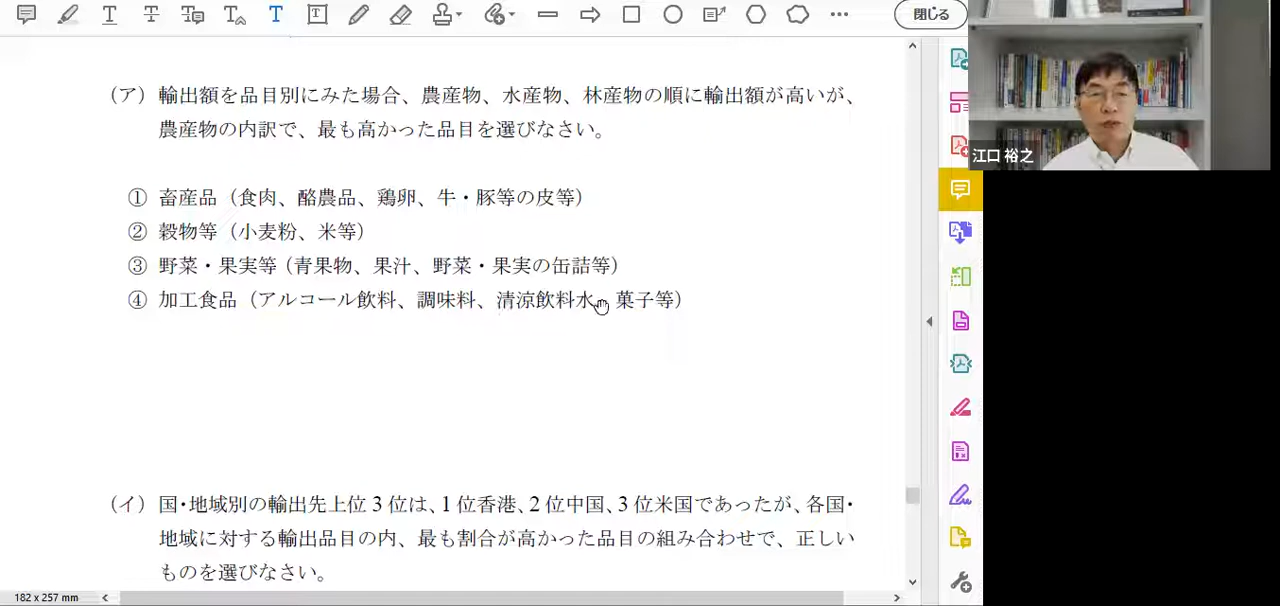 閉じる
(ア) 輸出額を品目別にみた場合、農産物、水産物、林産物の順に輸出額が高いが、
農産物の内訳で、最も高かった品目を選びなさい。
① 畜産品（食肉、酪農品、鶏卵、牛・豚等の皮等）
② 穀物等（小麦粉、米等）
③ 野菜・果実等（青果物、果汁、野菜・果実の缶詰等）
④ 加工食品（アルコール飲料、調味料、清涼飲料水、菓子等）
(イ) 国・地域別の輸出先上位 3 位は、1 位香港、2 位中国、3 位米国であったが、各国・
地域に対する輸出品目の内、最も割合が高かった品目の組み合わせで、正しい
ものを選びなさい。
182 x 257 mm
江口 裕之